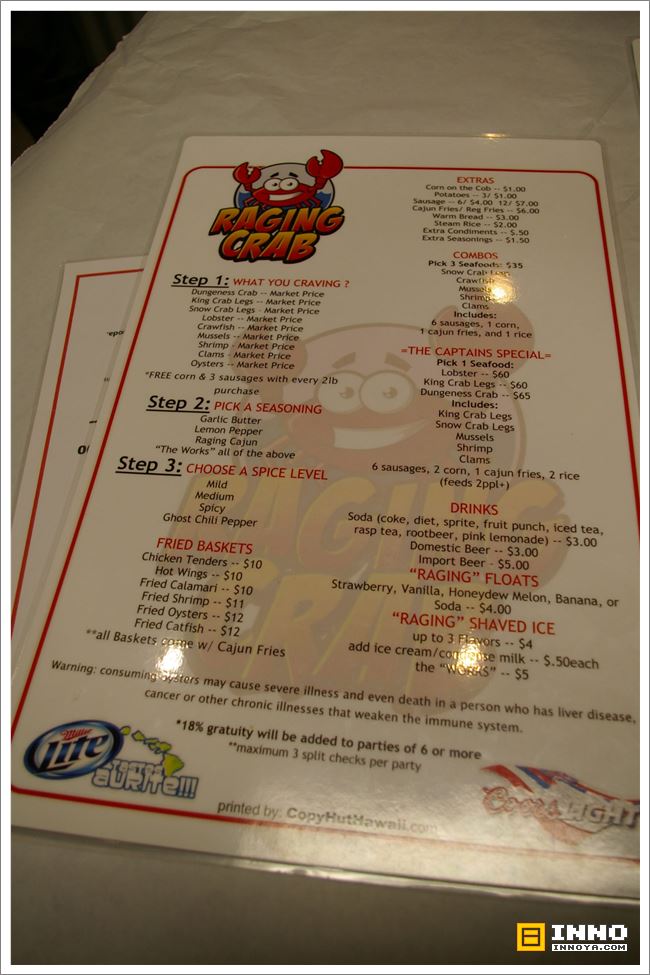 RAGING
CRAB
Step 1: WHAT YOU CRAVING ?
Dungeness Crab -- Market Price
King Crab Legs -- Market Price
Snow Crab Legs - Market Price
Lobster -- Market Price
Crawfish -- Market Price
Mussels -- Market Price
Shrimp - Market Price
Clams - Market Price
Oysters -- Market Price
*FREE corn & 3 sausages with every 2lb
purchase
Step 2: PICK A SEASONING
Garlic Butter
Lemon Pepper
Raging Cajun
"The Works" all of the above
Step 3: CHOOSE A SPICE LEVEL
Mild
Medium
Spicy
Ghost Chili Pepper
FRIED BASKETS
Chicken Tenders -- $10
Hot Wings -- $10
Fried Calamari -- $10
Fried Shrimp -- $11
Fried Oysters -- $12
Fried Catfish -- $12
**all Baskets come w/ Cajun Fries
EXTRAS
Corn on the Cob -- $1.00
Potatoes -- 3/ $1.00
Sausage -- 6/ $4.00 12/ $7.00
Cajun Fries/ Reg Fries -- $6.00
Warm Bread -- $3.00
Steam Rice -- $2.00
Extra Condiments -- $.50
Extra Seasonings -- $1.50
COMBOS
Pick 3 Seafoods: $35
Snow Crab Legs
Crawfish
Mussels
Shrimp
Clams
Includes:
6 sausages, 1 corn,
1 cajun fries, and 1 rice
=THE CAPTAINS SPECIAL=
Pick 1 Seafood:
Lobster -- $60
King Crab Legs -- $60
Dungeness Crab -- $65
Includes:
King Crab Legs
Snow Crab Legs
Mussels
Shrimp
Clams
6 sausages, 2 corn, 1 cajun fries, 2 rice
(feeds 2ppl+)
DRINKS
Soda (coke, diet, sprite, fruit punch, iced tea,
rasp tea, rootbeer, pink lemonade) -- $3.00
Domestic Beer -- $3.00
Import Beer - $5.00
"RAGING" FLOATS
Strawberry, Vanilla, Honeydew Melon, Banana, or
Soda -- $4.00
"RAGING" SHAVED ICE
up to 3 Flavors -- $4
add ice cream/condense milk -- $.50each
the "WORKS" -- $5
Warning: consuming oysters may cause severe illness and even death in a person who has liver disease,
cancer or other chronic illnesses that weaken the immune system.
*18% gratuity will be added to parties of 6 or more
**maximum 3 split checks per party
Miller
Lite
TASTES
aURITE!!!
Coors LIGHT
printed by: CopyHutHawaii.com
RAGING
CRAB
INNO
INNOYA.COM